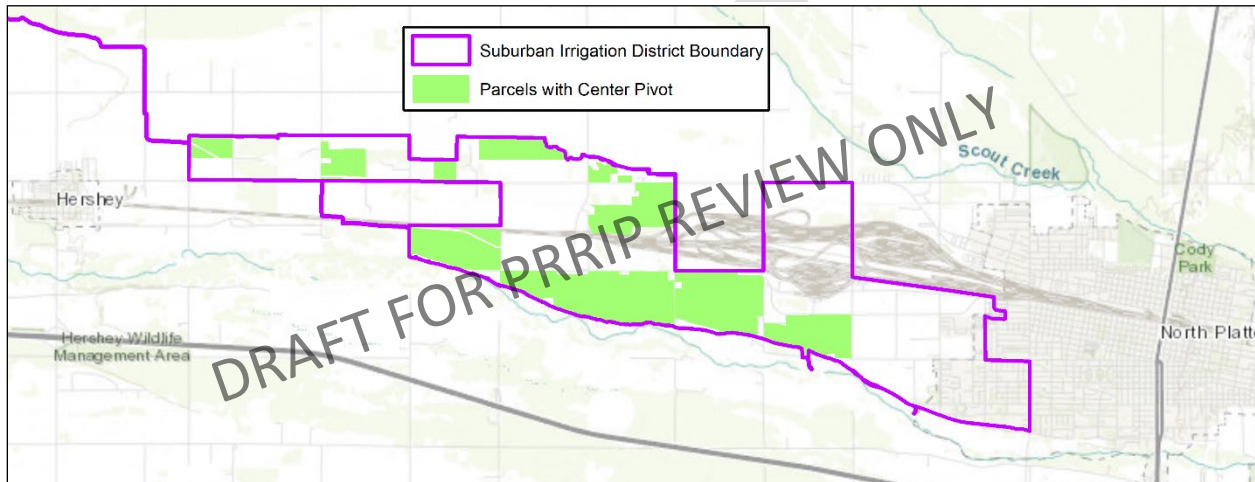 Suburban Irrigation District Boundary
Parcels with Center Pivot
DRAFT FOR PRRIP REVIEW ONLY
Scout Creek
Hershey
Cody
Park
North Platt
Hershey Wildlife
Management Area